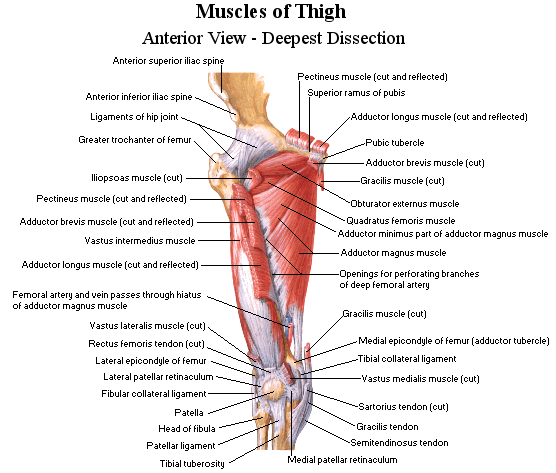 Muscles of Thigh
Anterior View - Deepest Dissection
Anterior superior iliac spine
Anterior inferior iliac spine
Ligaments of hip joint
Greater trochanter of femur
Iliopsoas muscle (cut)
Pectineus muscle (cut and reflected)
Adductor brevis muscle (cut and reflected)
Vastus intermedius muscle
Adductor longus muscle (cut and reflected)
Femoral artery and vein passes through hiatus
of adductor magnus muscle
Vastus lateralis muscle (cut)
Rectus femoris tendon (cut)
Lateral epicondyle of femur
Lateral patellar retinaculum
Fibular collateral ligament
Patella
Head of fibula
Patellar ligament
Tibial tuberosity
Pectineus muscle (cut and reflected)
Superior ramus of pubis
Adductor longus muscle (cut and reflected)
Pubic tubercle
Adductor brevis muscle (cut)
Gracilis muscle (cut)
Obturator externus muscle
Quadratus femoris muscle
Adductor minimus part of adductor magnus muscle
Adductor magnus muscle
Openings for perforating branches
of deep femoral artery
Gracilis muscle (cut)
Medial epicondyle of femur (adductor tubercle)
Tibial collateral ligament
Vastus medialis muscle (cut)
Sartorius tendon (cut)
Gracilis tendon
Semitendinosus tendon
Medial patellar retinaculum